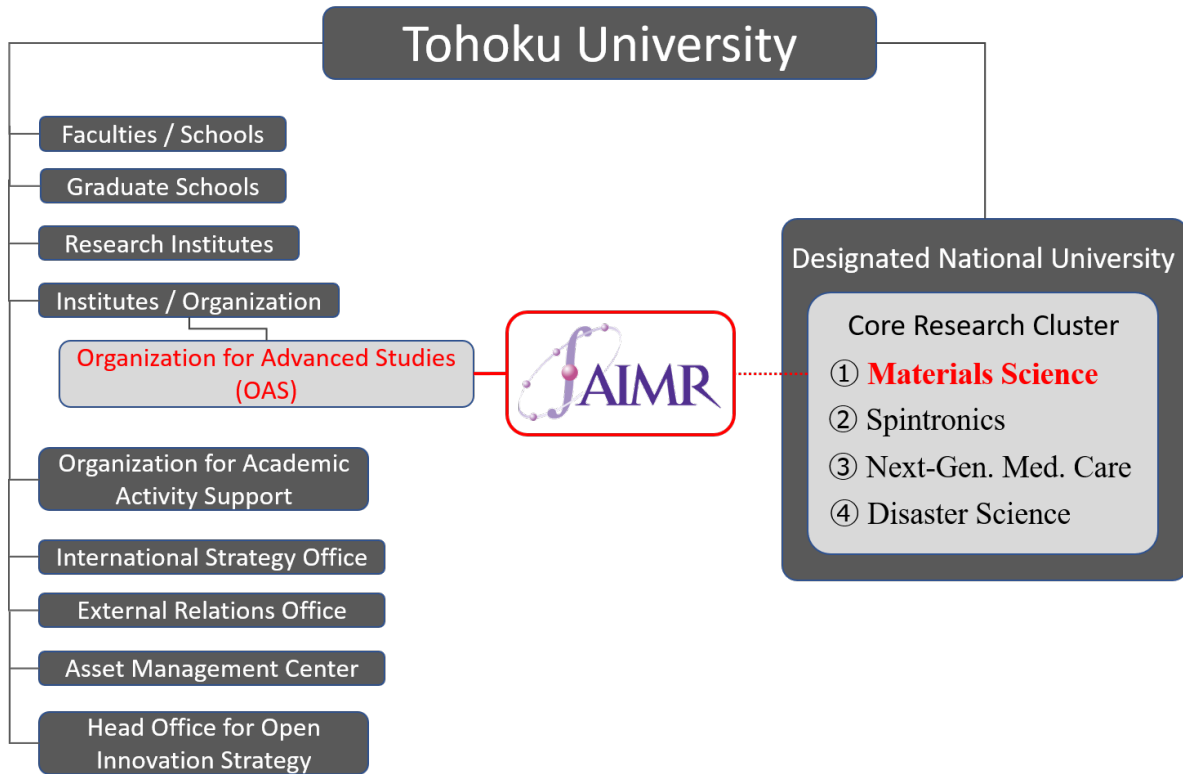 Tohoku University
Faculties / Schools
Graduate Schools
Research Institutes
Institutes / Organization
Organization for Advanced Studies
(OAS)
Organization for Academic
Activity Support
International Strategy Office
External Relations Office
Asset Management Center
Head Office for Open
Innovation Strategy
AIMR
Designated National University
Core Research Cluster
① Materials Science
② Spintronics
③ Next-Gen. Med. Care
④ Disaster Science